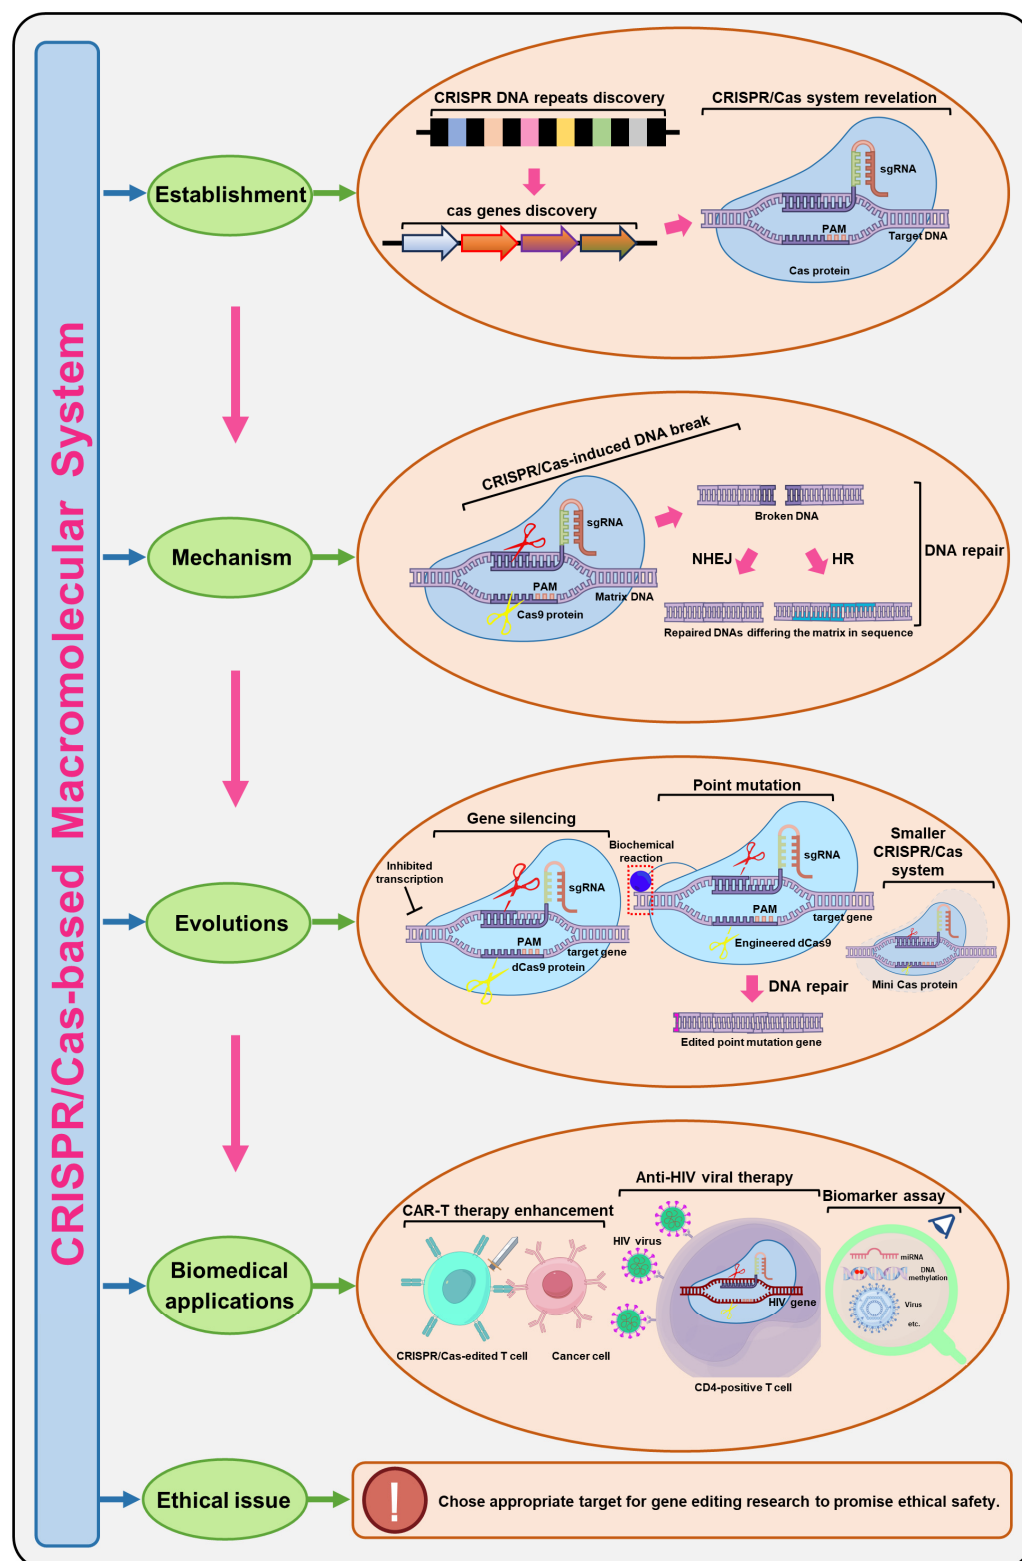 CRISPR/Cas-based Macromolecular System
Establishment
CRISPR DNA repeats discovery
cas genes discovery
CRISPR/Cas system revelation
sgRNA
PAM
Target DNA
Cas protein
Mechanism
CRISPR/Cas-induced DNA break
sgRNA
PAM
Matrix DNA
Cas9 protein
Broken DNA
NHEJ
HR
DNA repair
Repaired DNAs differing the matrix in sequence
Evolutions
Gene silencing
Inhibited
transcription
sgRNA
PAM
target gene
dCas9 protein
Point mutation
Biochemical
reaction
sgRNA
PAM
target gene
Engineered dCas9
DNA repair
Edited point mutation gene
Smaller
CRISPR/Cas
system
Mini Cas protein
Biomedical
applications
CAR-T therapy enhancement
CRISPR/Cas-edited T cell
Cancer cell
Anti-HIV viral therapy
HIV virus
HIV gene
CD4-positive T cell
Biomarker assay
miRNA
DNA
methylation
Virus
etc.
Ethical issue
!
Chose appropriate target for gene editing research to promise ethical safety.